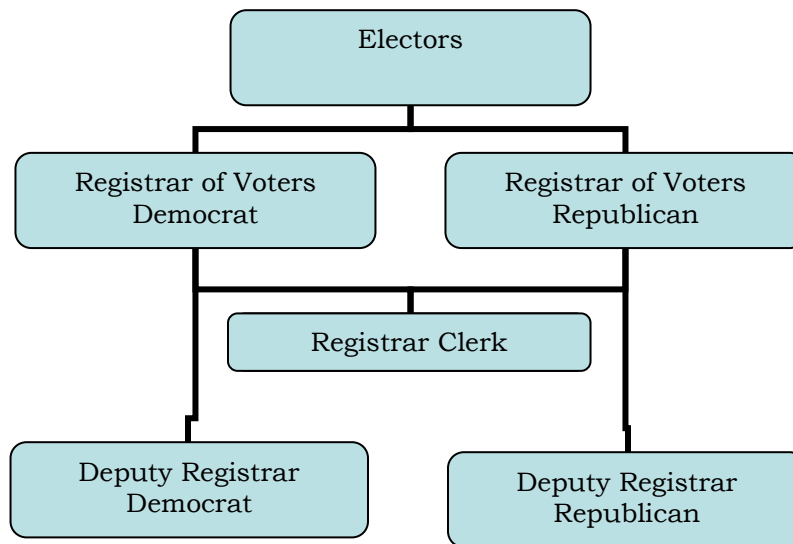 Electors
Registrar of Voters
Democrat
Registrar of Voters
Republican
Registrar Clerk
Deputy Registrar
Democrat
Deputy Registrar
Republican